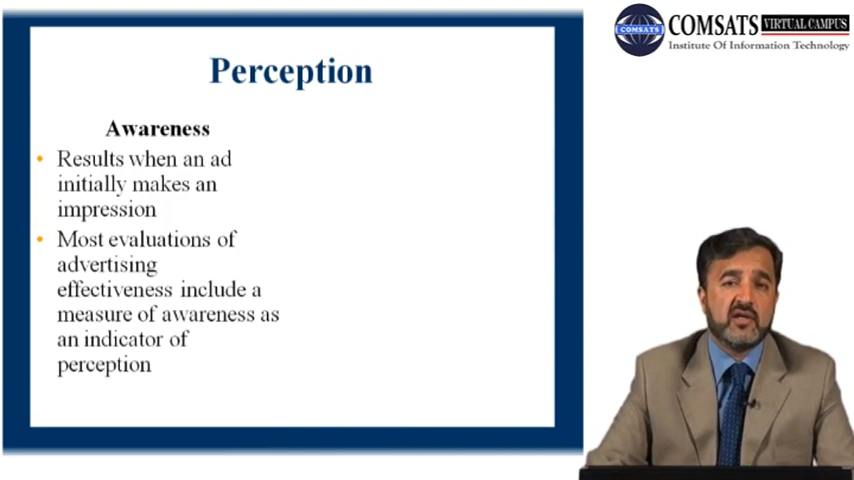 Perception
Awareness
• Results when an ad
initially makes an
impression
• Most evaluations of
advertising
effectiveness include a
measure of awareness as
an indicator of
perception
COMSATS
COMSATS VIRTUAL CAMPUS
Institute Of Information Technology